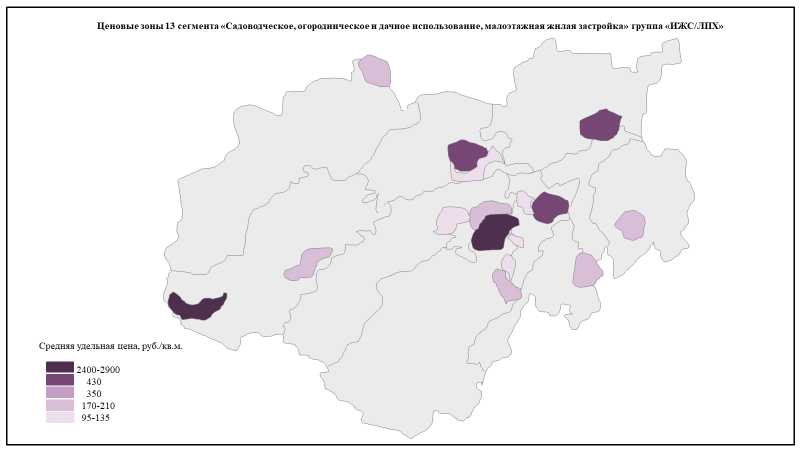 Ценовые зоны 13 сегмента «Садоводческое, огородническое и дачное использование, малоэтажная жилая застройка» группа «ИЖС/ЛПХ»
Средняя удельная цена, руб./кв.м.
2400-2900
430
350
170-210
95-135